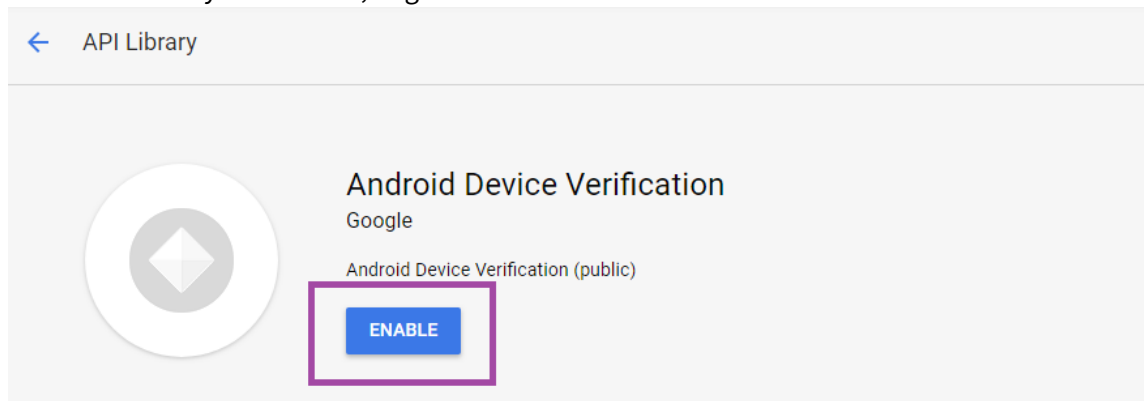 API Library
Android Device Verification
Google
Android Device Verification (public)
ENABLE